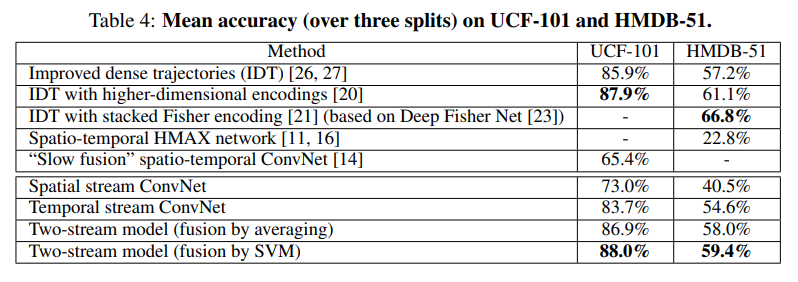 Table 4: Mean accuracy (over three splits) on UCF-101 and HMDB-51.
Method UCF-101 HMDB-51
Improved dense trajectories (IDT) [26, 27] 85.9% 57.2%
IDT with higher-dimensional encodings [20] 87.9% 61.1%
IDT with stacked Fisher encoding [21] (based on Deep Fisher Net [23]) - 66.8%
Spatio-temporal HMAX network [11, 16] - 22.8%
“Slow fusion” spatio-temporal ConvNet [14] 65.4% -
Spatial stream ConvNet 73.0% 40.5%
Temporal stream ConvNet 83.7% 54.6%
Two-stream model (fusion by averaging) 86.9% 58.0%
Two-stream model (fusion by SVM) 88.0% 59.4%